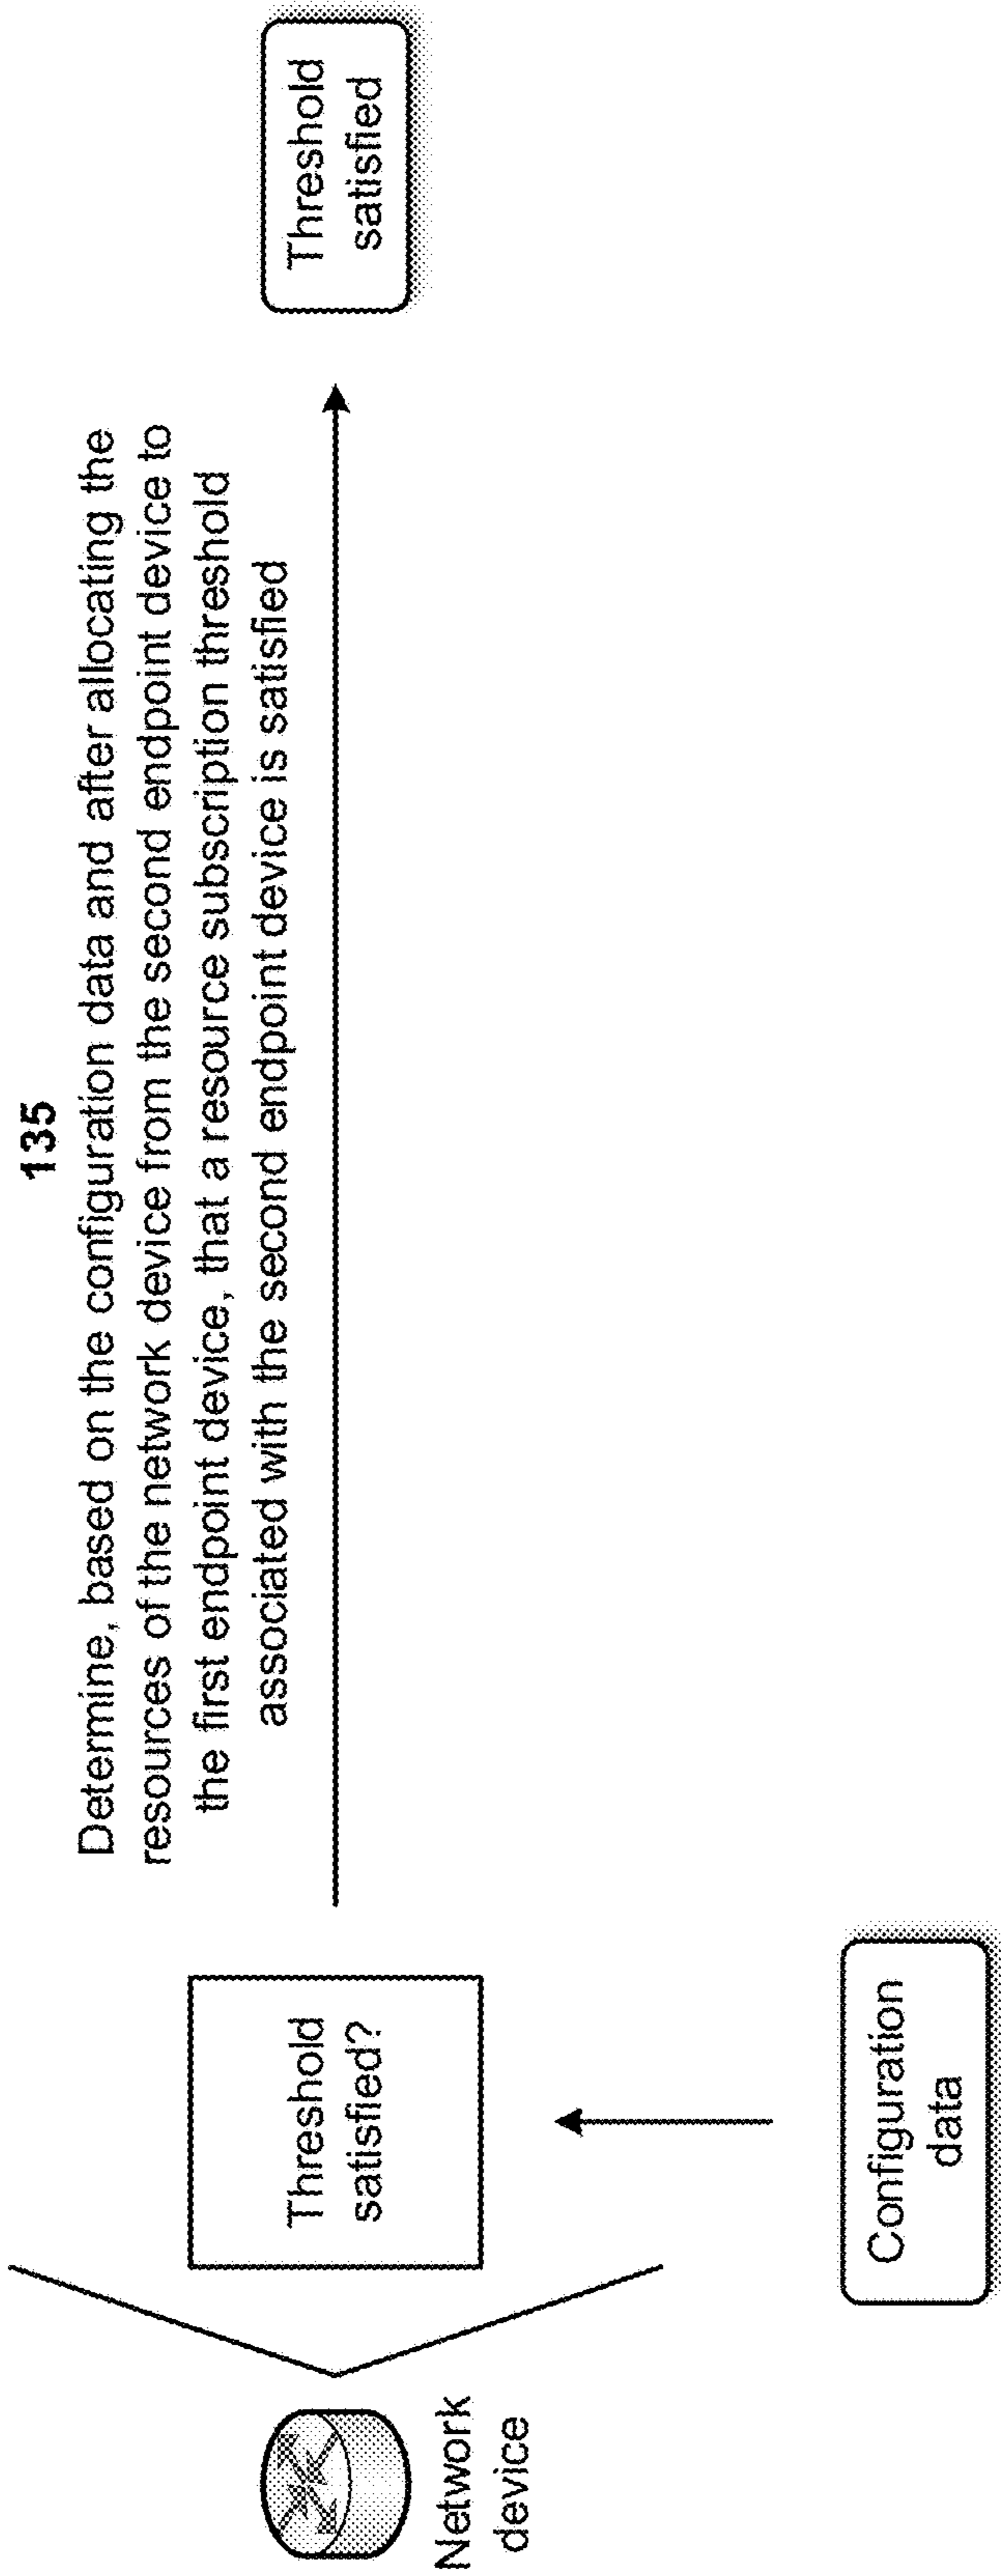 135
Determine, based on the configuration data and after allocating the
resources of the network device from the second endpoint device to
the first endpoint device, that a resource subscription threshold
associated with the second endpoint device is satisfied
Network
device
Threshold
satisfied?
Threshold
satisfied
Configuration
data